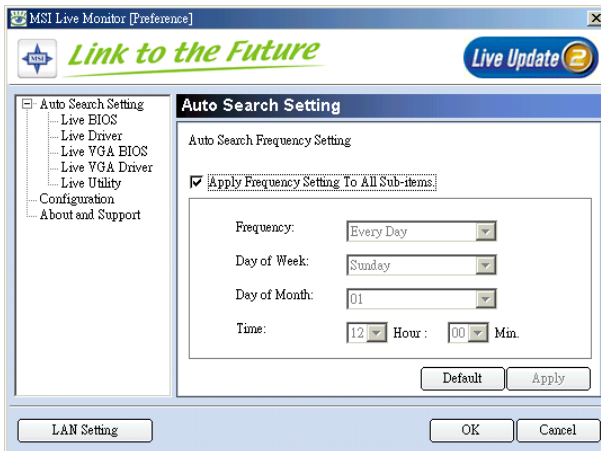 MSI Live Monitor [Preference]
MSI
Link to the Future
Live Update 2
Auto Search Setting
Live BIOS
Live Driver
Live VGA BIOS
Live VGA Driver
Live Utility
Configuration
About and Support
Auto Search Setting
Auto Search Frequency Setting
Apply Frequency Setting To All Sub-items.
Frequency: Every Day
Day of Week: Sunday
Day of Month: 01
Time: 12 Hour : 00 Min.
Default Apply
LAN Setting OK Cancel